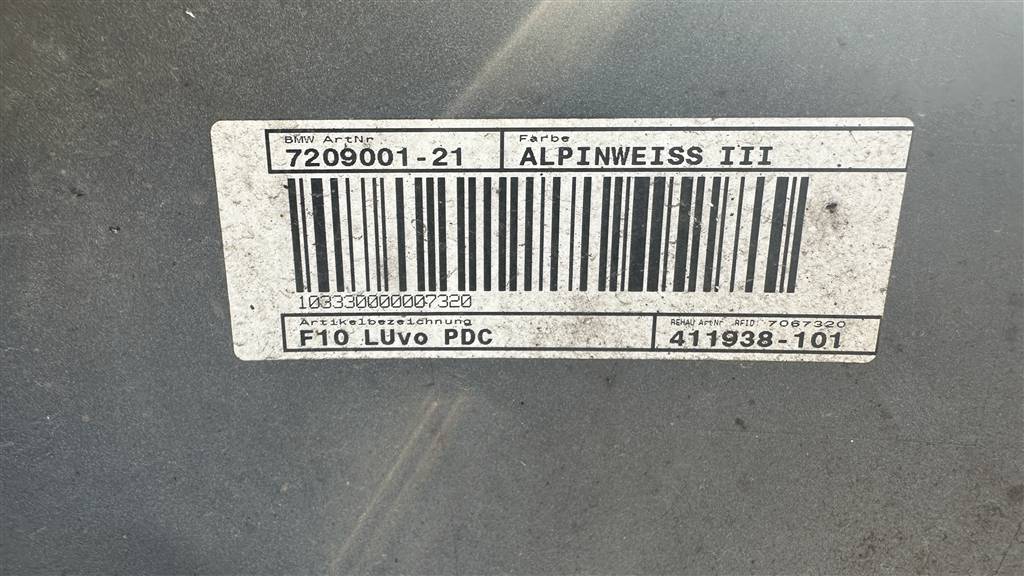 BMW ArtNr Farbe
7209001-21 ALPINWEISS III
103330000007320
Artikelbezeichnung REHAU ArtNr .RFID: 7067320
F10 LUvo PDC 411938-101